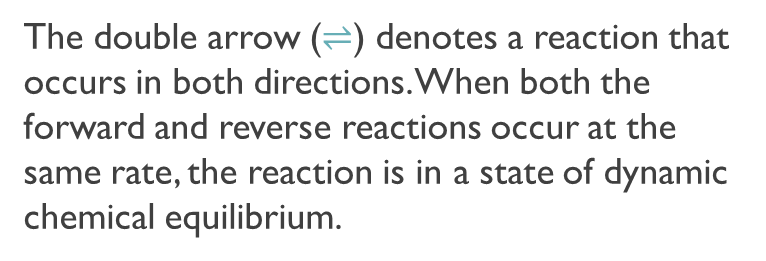 The double arrow (⇌) denotes a reaction that
occurs in both directions. When both the
forward and reverse reactions occur at the
same rate, the reaction is in a state of dynamic
chemical equilibrium.